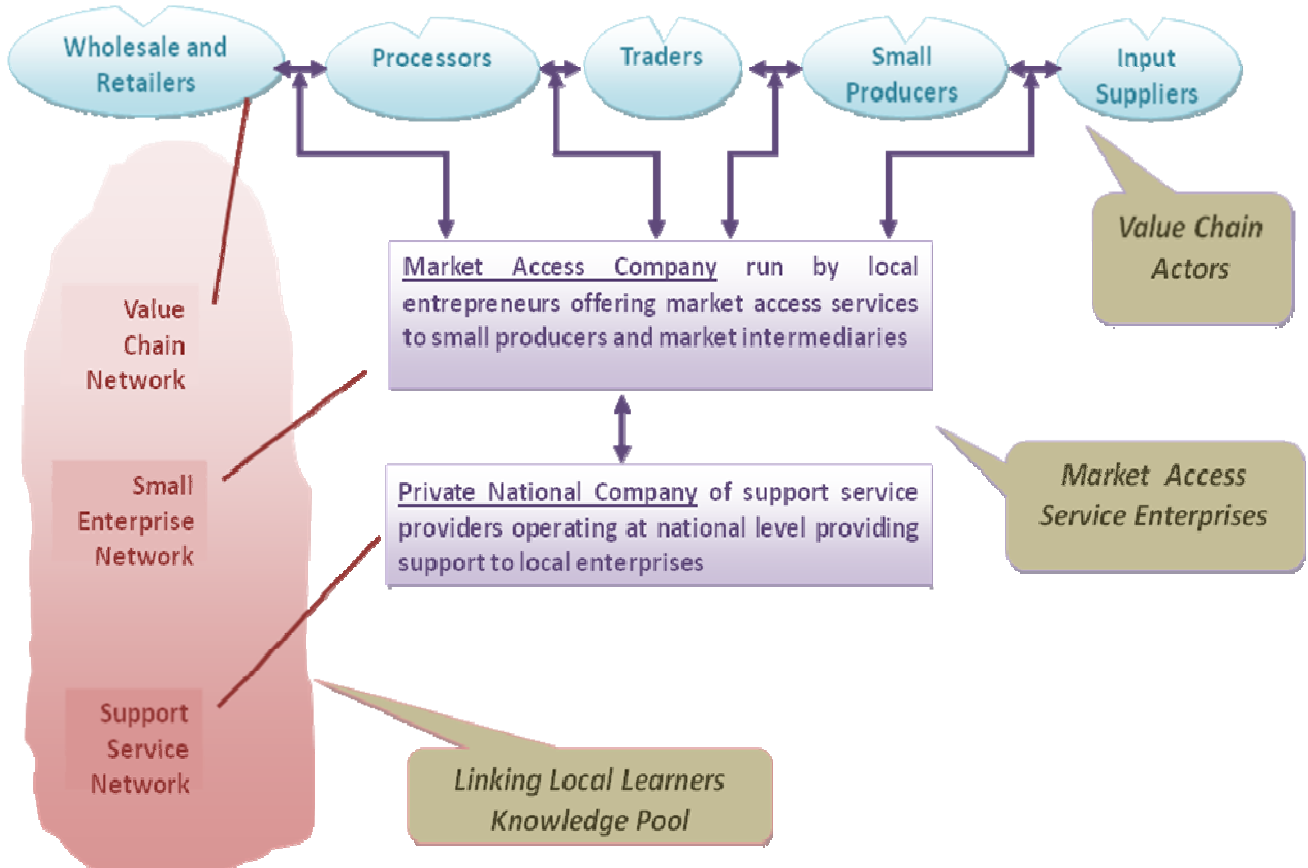 Wholesale and
Retailers
Processors
Traders
Small
Producers
Input
Suppliers
Value Chain
Actors
Market Access Company run by local
entrepreneurs offering market access services
to small producers and market intermediaries
Value
Chain
Network
Market Access
Service Enterprises
Private National Company of support service
providers operating at national level providing
support to local enterprises
Small
Enterprise
Network
Support
Service
Network
Linking Local Learners
Knowledge Pool